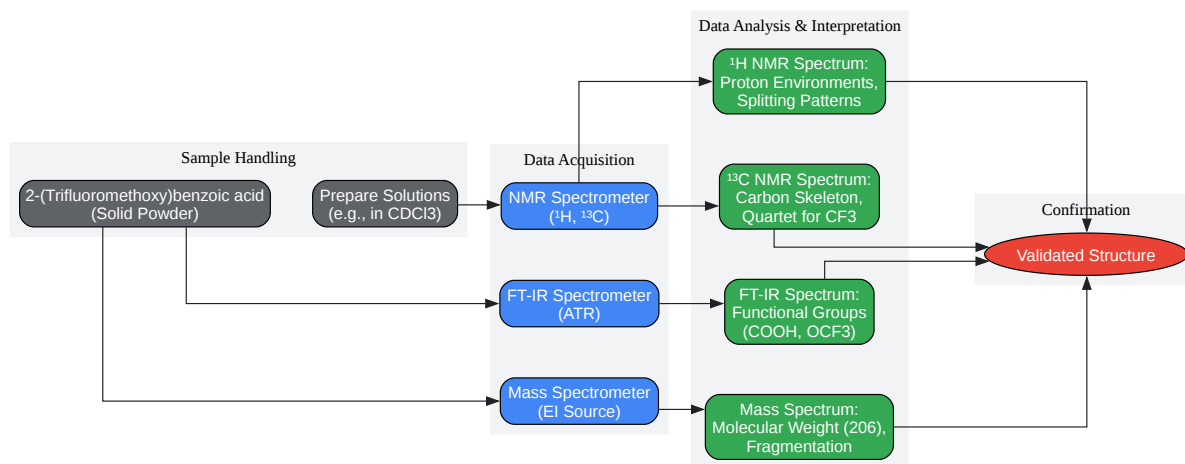 Data Analysis & Interpretation
¹H NMR Spectrum:
Proton Environments,
Splitting Patterns
Sample Handling
Data Acquisition
2-(Trifluoromethoxy)benzoic acid
(Solid Powder)
Prepare Solutions
(e.g., in CDCl3)
NMR Spectrometer
(¹H, ¹³C)
¹³C NMR Spectrum:
Carbon Skeleton,
Quartet for CF3
Confirmation
Validated Structure
FT-IR Spectrometer
(ATR)
FT-IR Spectrum:
Functional Groups
(COOH, OCF3)
Mass Spectrometer
(EI Source)
Mass Spectrum:
Molecular Weight (206),
Fragmentation